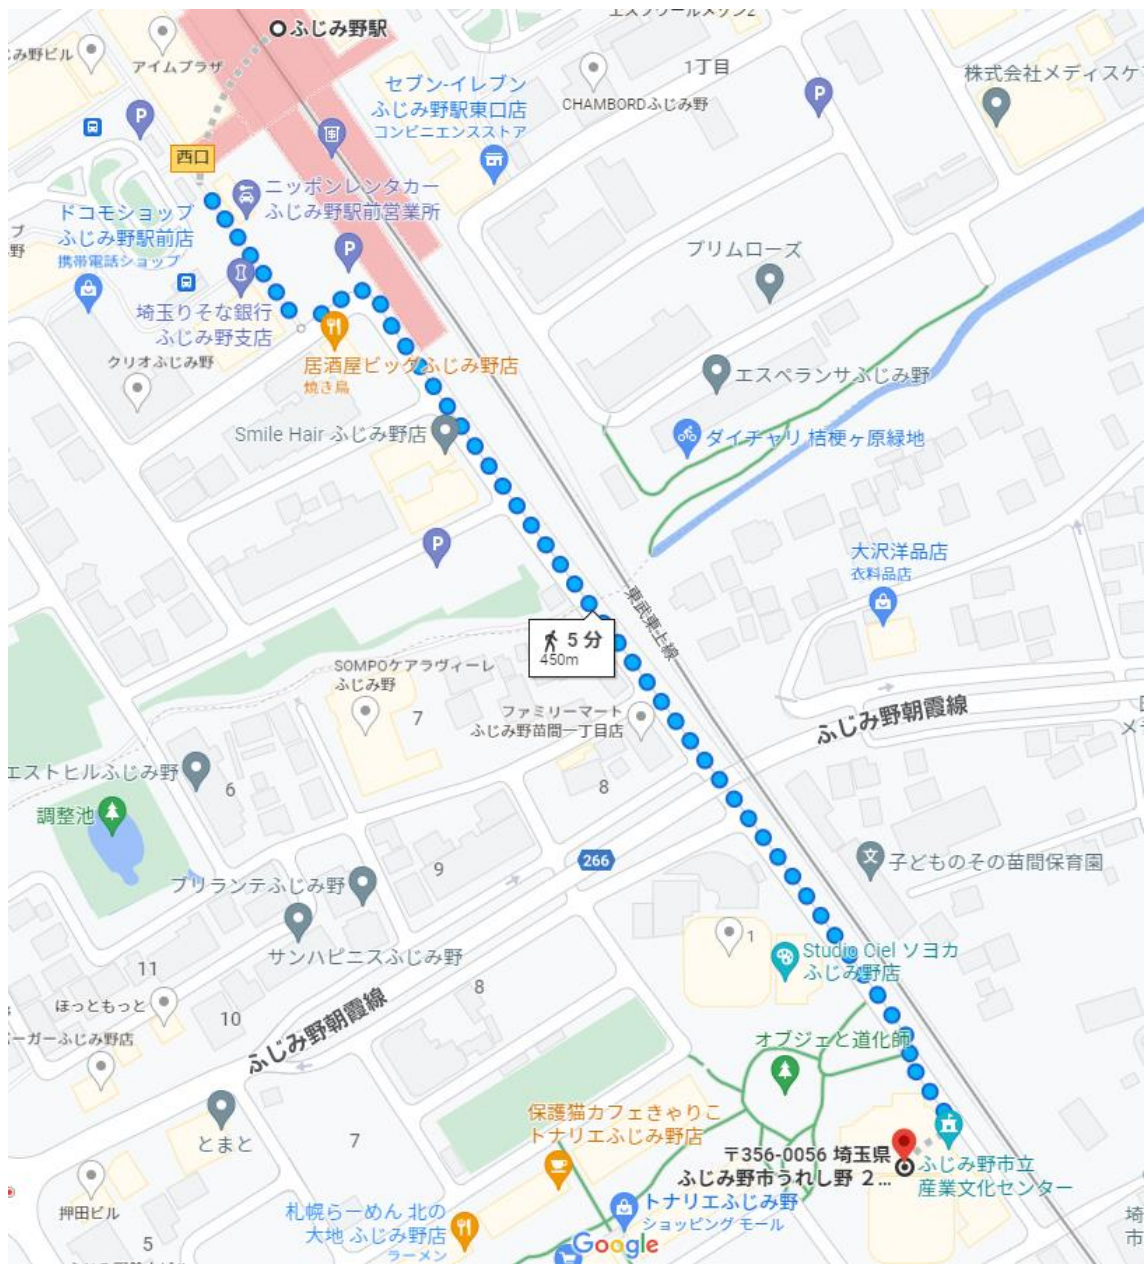 ふじみ野駅
み野ビル
アイムプラザ
1丁目
セブン-イレブン
ふじみ野駅東口店
コンビニエンスストア
CHAMBORDふじみ野
株式会社メディスケ
P
P
西口
ニッポンレンタカー
ふじみ野駅前営業所
ドコモショップ
ふじみ野駅前店
携帯電話ショップ
ブ
野
P
プリムローズ
埼玉りそな銀行
ふじみ野支店
クリオふじみ野
居酒屋ビッグふじみ野店
焼き鳥
エスペランサふじみ野
Smile Hair ふじみ野店
ダイチャリ 桔梗ヶ原緑地
P
大沢洋品店
衣料品店
東武東上線
5 分
450m
SOMPOケアラヴィーレ
ふじみ野
7
ファミリーマート
ふじみ野苗間一丁目店
ふじみ野朝霞線
エストヒルふじみ野
6
8
調整池
266
9
子どものその苗間保育園
ブリランテふじみ野
サンハピニスふじみ野
1
Studio Ciel ソヨカ
ふじみ野店
11
8
ほっともっと
10
ーガーふじみ野店
ふじみ野朝霞線
オブジェと道化師
保護猫カフェきゃりこ
トナリエふじみ野店
とまと
7
〒356-0056 埼玉県
ふじみ野市うれし野 2...
ふじみ野市立
産業文化センター
押田ビル
札幌らーめん 北の
大地 ふじみ野店
ラーメン
トナリエふじみ野
ショッピング モール
5
Google
埼
市